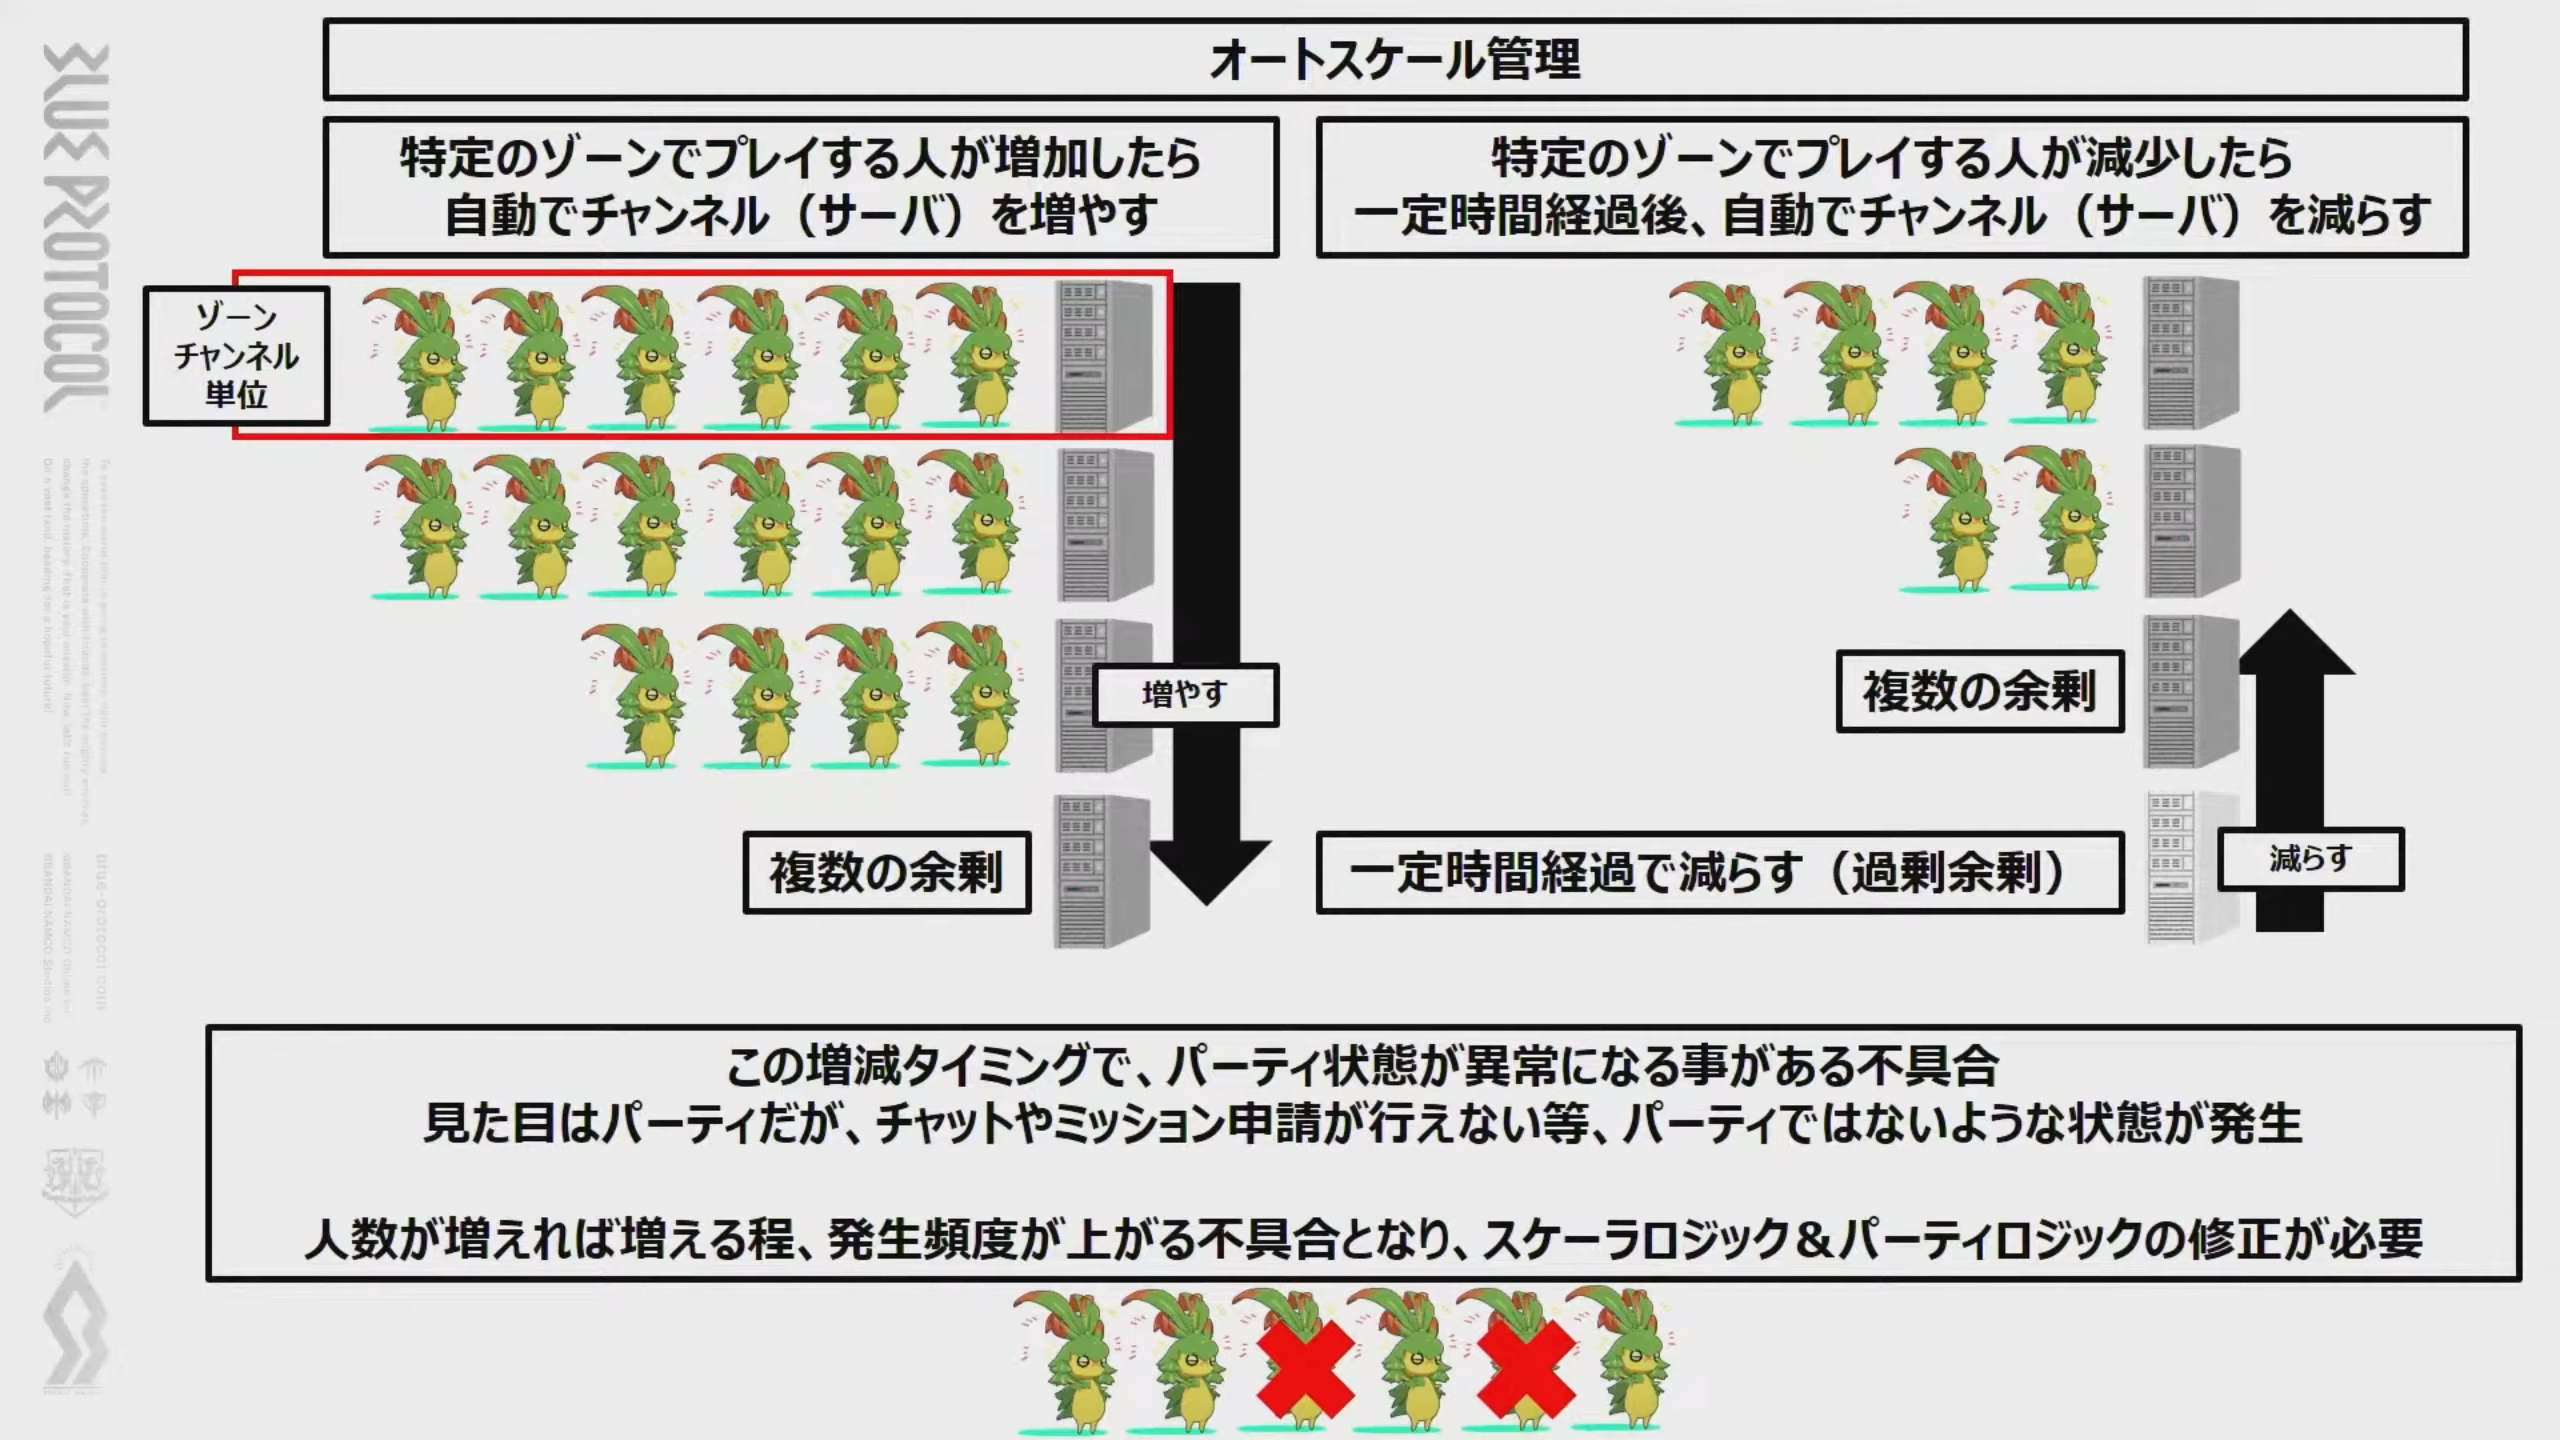 BLUE PROTOCOL
オートスケール管理
特定のゾーンでプレイする人が増加したら
自動でチャンネル（サーバ）を増やす
特定のゾーンでプレイする人が減少したら
一定時間経過後、自動でチャンネル（サーバ）を減らす
ゾーン
チャンネル
単位
増やす
複数の余剰
複数の余剰
一定時間経過で減らす（過剰余剰）
減らす
この増減タイミングで、パーティ状態が異常になる事がある不具合
見た目はパーティだが、チャットやミッション申請が行えない等、パーティではないような状態が発生
人数が増えれば増える程、発生頻度が上がる不具合となり、スケーラロジック＆パーティロジックの修正が必要